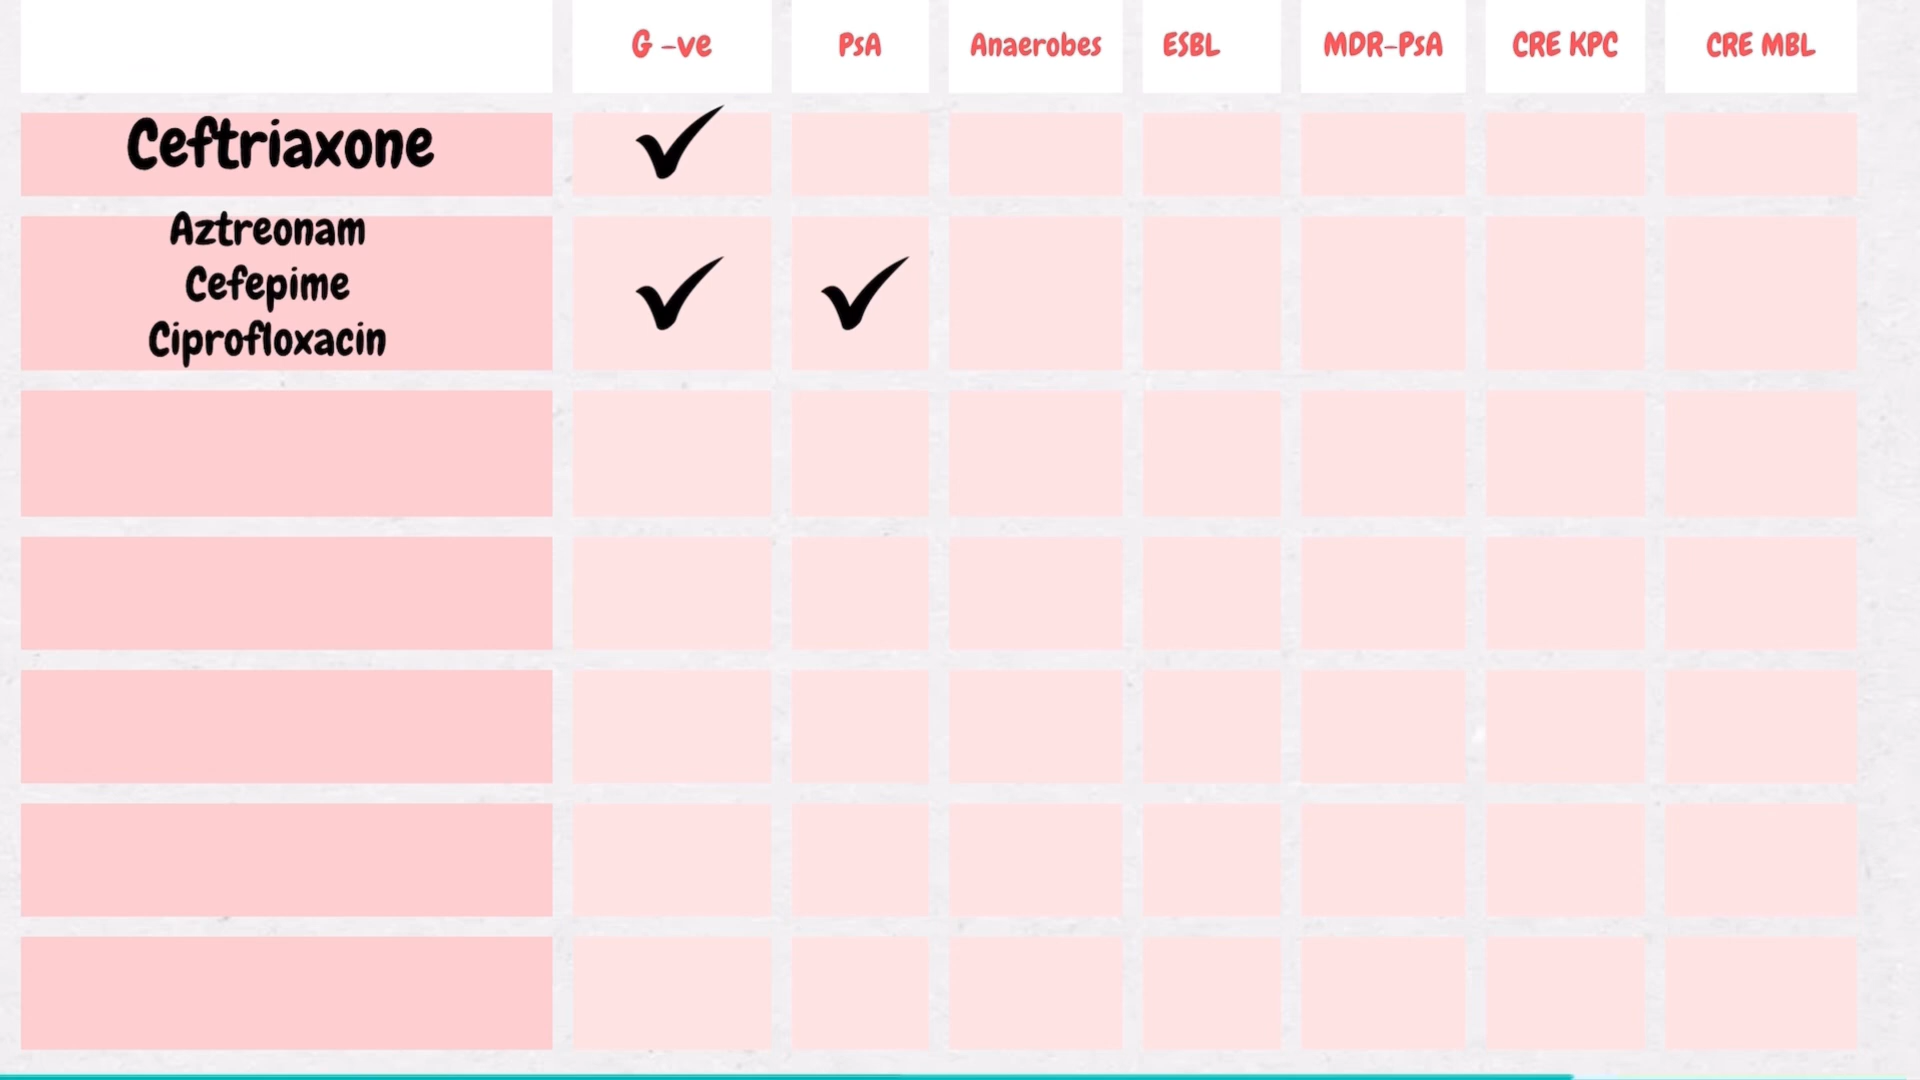 G -ve PsA Anaerobes ESBL MDR-PsA CRE KPC CRE MBL
Ceftriaxone ✓
Aztreonam
Cefepime ✓ ✓
Ciprofloxacin